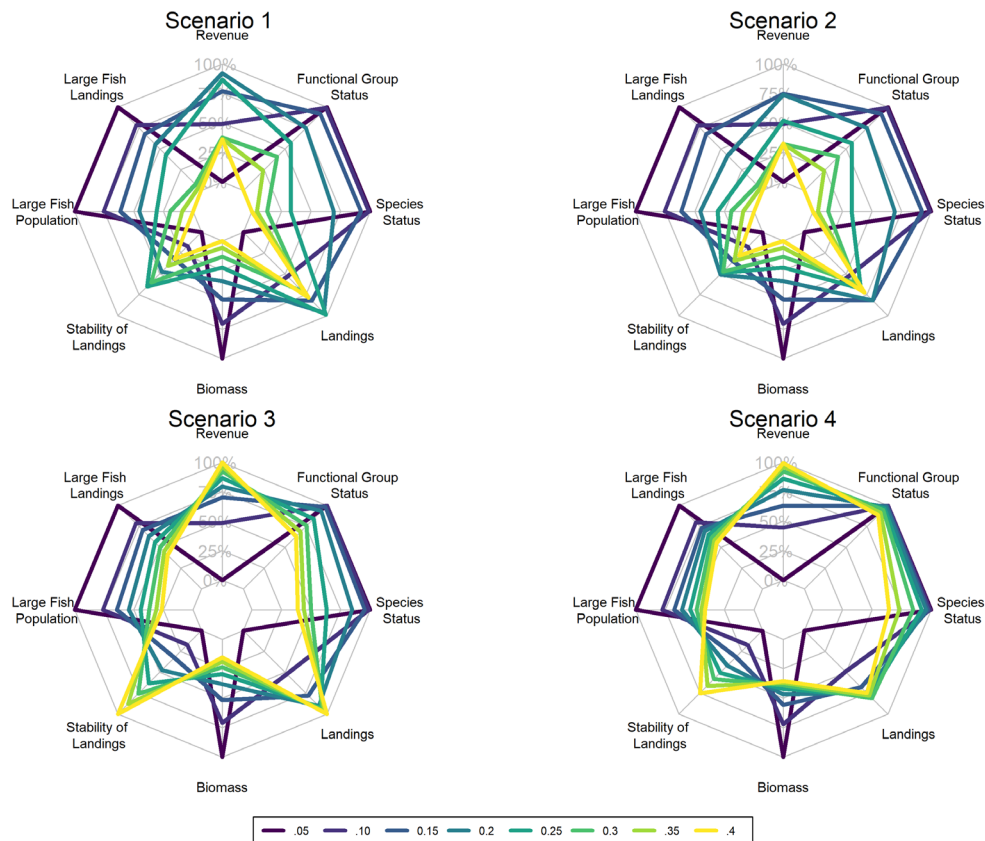 Scenario 1
Revenue
100%
Large Fish
Landings
Functional Group
Status
50%
25%
Large Fish
Population
Species
Status
Stability of
Landings
Landings
Biomass
Scenario 2
Revenue
100%
Large Fish
Landings
Functional Group
Status
75%
50%
25%
Large Fish
Population
Species
Status
Stability of
Landings
Landings
Biomass
Scenario 3
Revenue
100%
Large Fish
Landings
Functional Group
Status
50%
25%
0%
Large Fish
Population
Species
Status
Stability of
Landings
Landings
Biomass
Scenario 4
Revenue
100%
Large Fish
Landings
Functional Group
Status
50%
25%
0%
Large Fish
Population
Species
Status
Stability of
Landings
Landings
Biomass
.05 .10 0.15 0.2 0.25 0.3 .35 .4